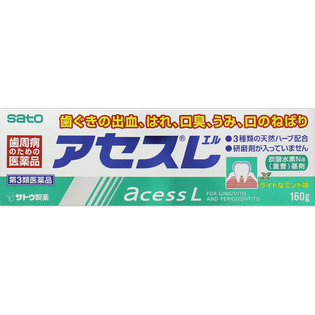 sato
歯ぐきの出血、はれ、口臭、うみ、口のねばり
歯周病
のための
医薬品
アセスL®
エル
●3種類の天然ハーブ配合
●研磨剤が入っていません
炭酸水素Na
(重曹)基剤
第3類医薬品
サトウ製薬
acess L
FOR GINGIVITIS
AND PERIODONTITIS
ライトなミント味
160g